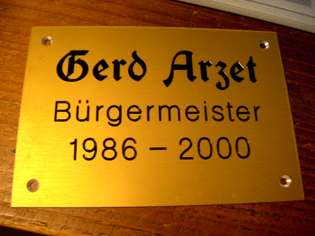 Gerd Arzet
Bürgermeister
1986 – 2000